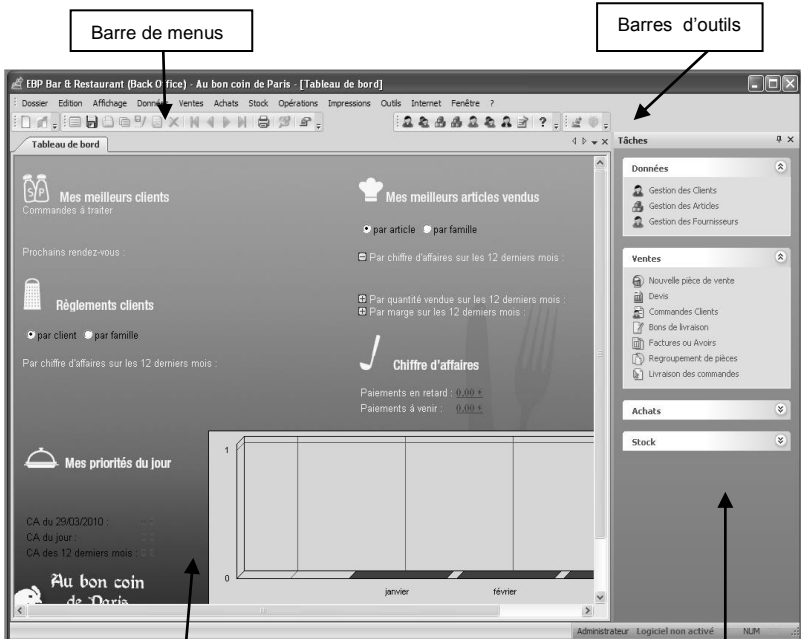 Barre de menus
Barres d'outils
EBP Bar & Restaurant (Back Office) - Au bon coin de Paris - [Tableau de bord]
Dossier Edition Affichage Données Ventes Achats Stock Opérations Impressions Outils Internet Fenêtre ?
Tableau de bord
Tâches
Mes meilleurs clients
Commandes à traiter
Prochains rendez-vous :
Règlements clients
par client par famille
Par chiffre d'affaires sur les 12 derniers mois :
Mes priorités du jour
CA du 29/03/2010 :
CA du jour :
CA des 12 derniers mois :
Au bon coin
de Paris
Mes meilleurs articles vendus
par article par famille
Par chiffre d'affaires sur les 12 derniers mois :
Par quantité vendue sur les 12 derniers mois :
Par marge sur les 12 derniers mois :
Chiffre d'affaires
Paiements en retard : 0,00 €
Paiements à venir : 0,00 €
1
0
janvier février
Données
Gestion des Clients
Gestion des Articles
Gestion des Fournisseurs
Ventes
Nouvelle pièce de vente
Devis
Commandes Clients
Bons de livraison
Factures ou Avoirs
Regroupement de pièces
Livraison des commandes
Achats
Stock
Administrateur Logiciel non activé NUM